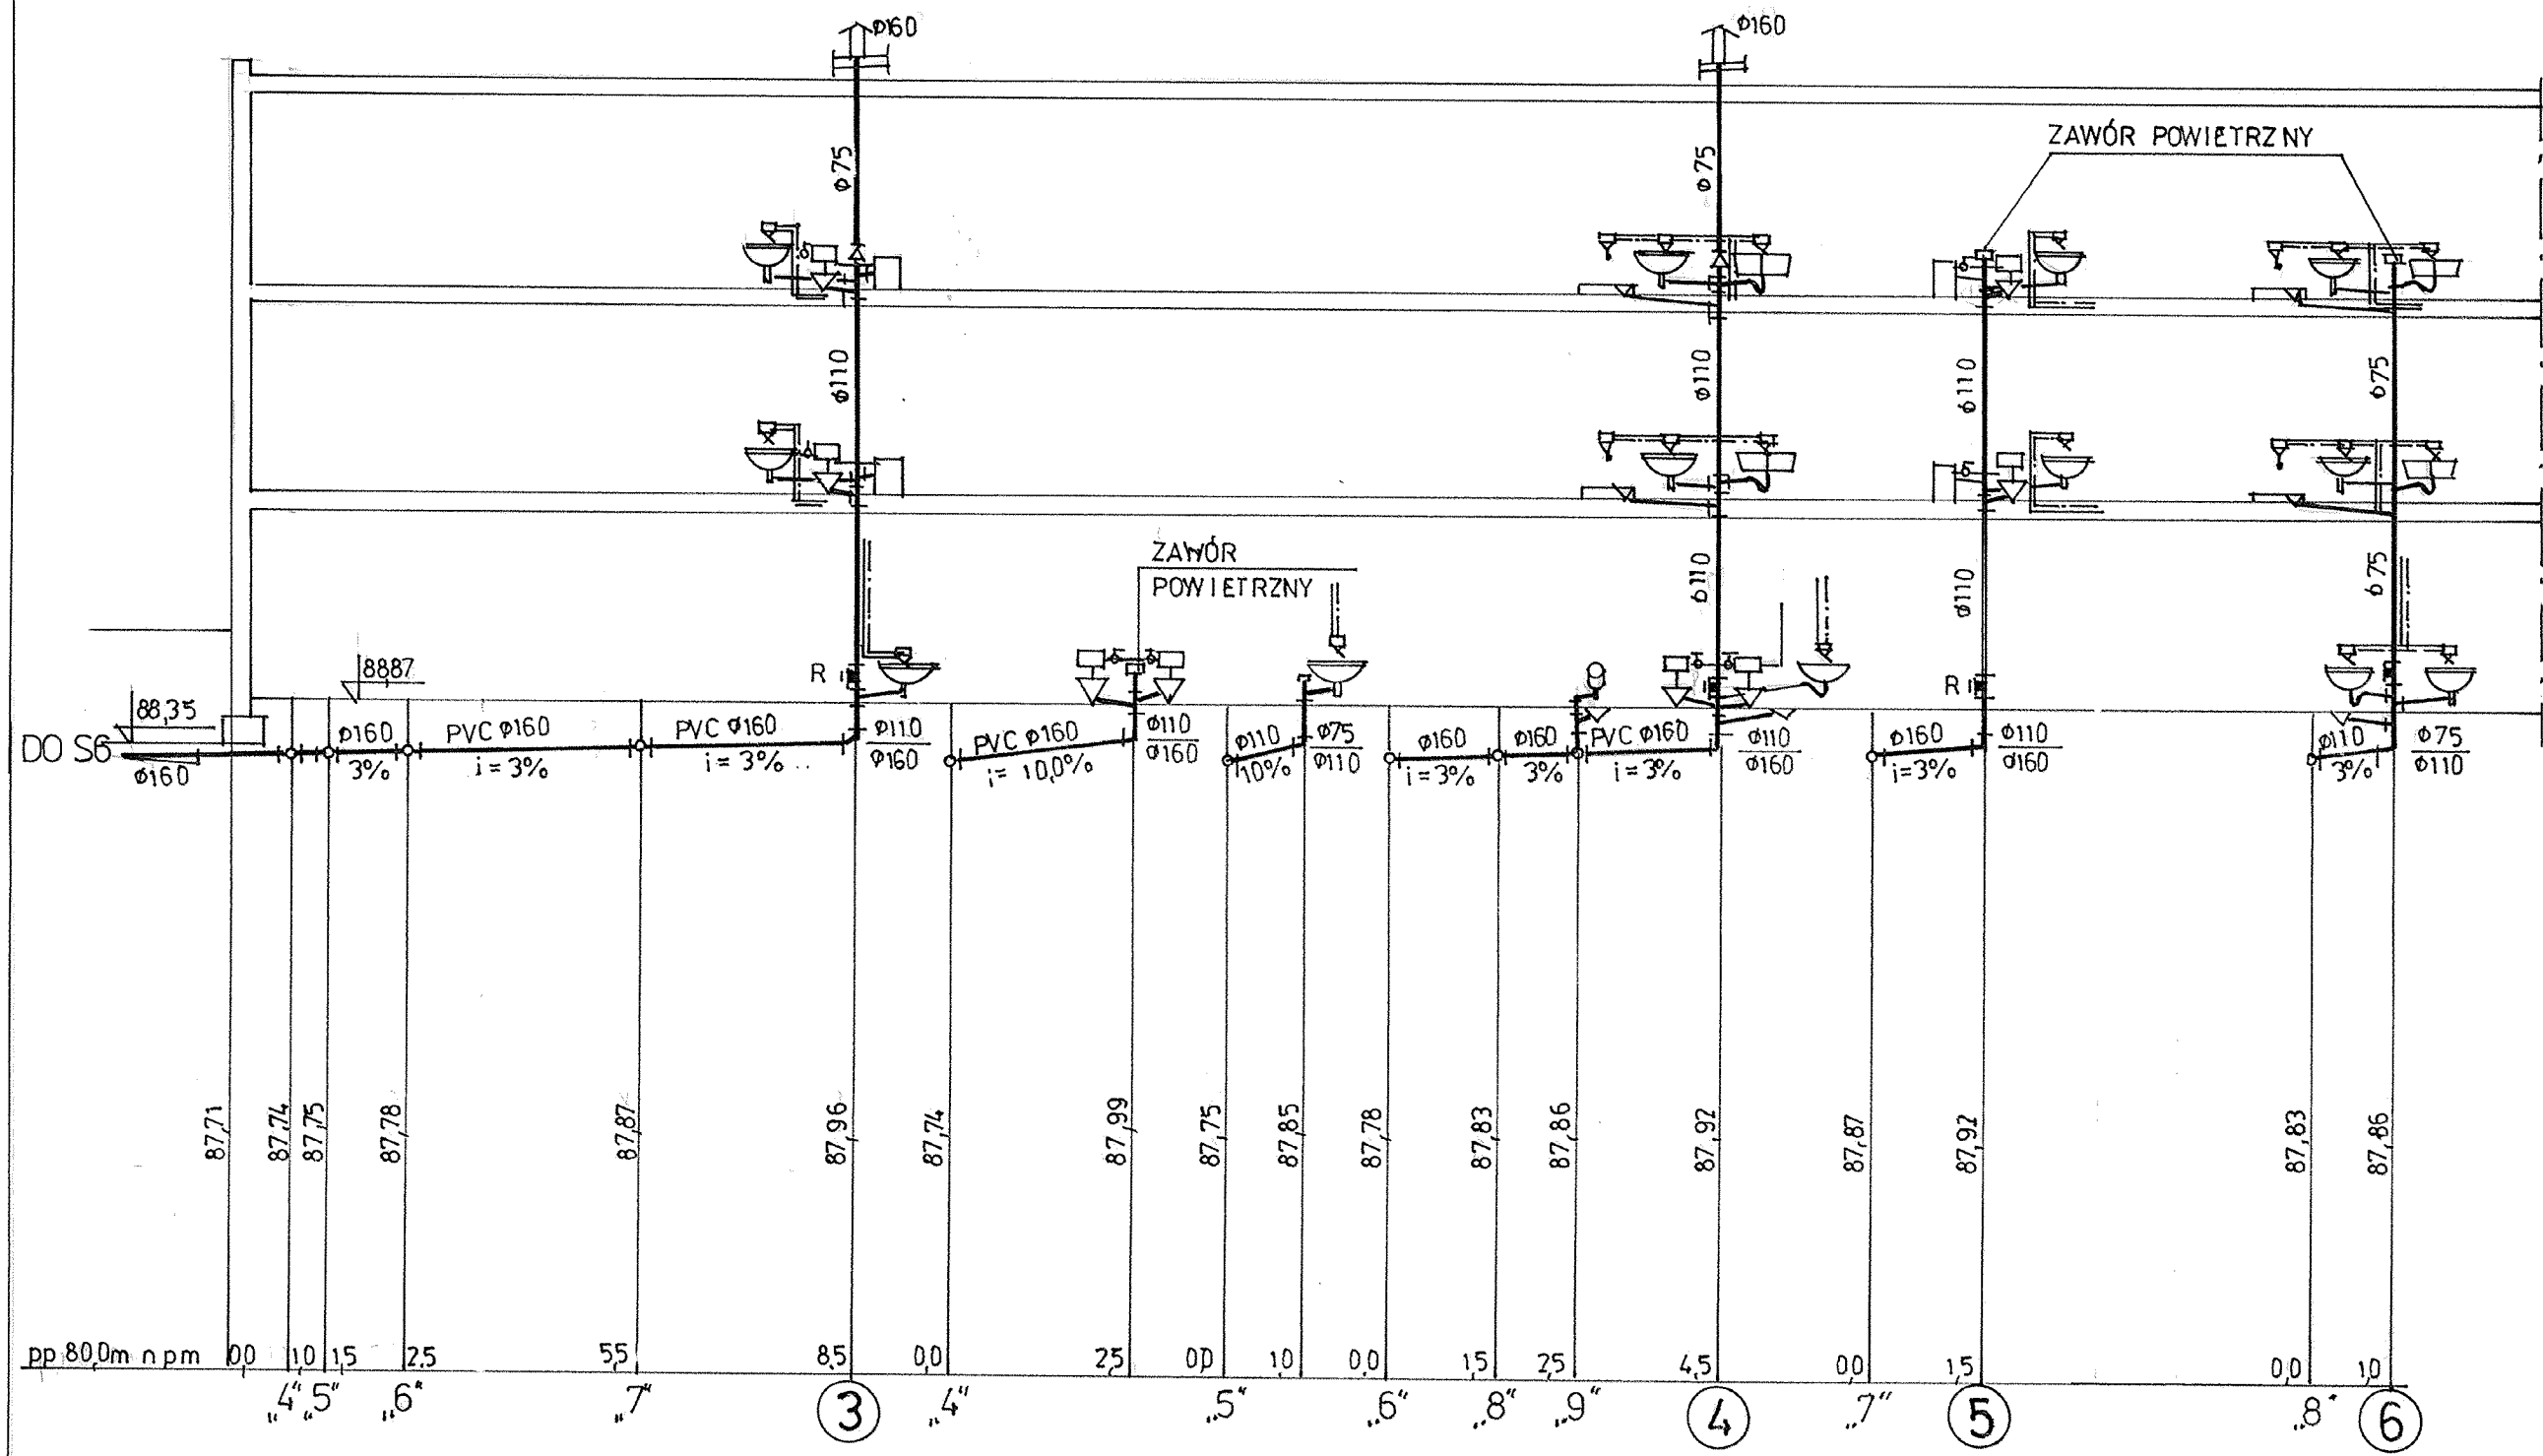 φ160
φ160
ZAWÓR POWIETRZNY
φ75
φ75
φ110
φ110
φ110
φ75
ZAWÓR
POWIETRZNY
φ110
φ110
φ75
R
R
8887
88,35
DO S6
φ160
φ160
3%
PVC φ160
i = 3%
PVC φ160
i = 3%
φ110
φ160
PVC φ160
i = 10,0%
φ110
φ160
φ110
10%
φ75
φ110
φ160
i = 3%
φ160
3%
PVC φ160
i = 3%
φ110
φ160
φ160
i = 3%
φ110
φ160
φ110
3%
φ75
φ110
87,71
87,74
87,75
87,78
87,87
87,96
87,74
87,99
87,75
87,85
87,78
87,83
87,86
87,92
87,87
87,92
87,83
87,86
pp 80,0m n pm 0,0 1,0 1,5 2,5 5,5 8,5 0,0 2,5 0,0 1,0 0,0 1,5 2,5 4,5 0,0 1,5 0,0 1,0
„4" „5" „6" „7" 3 „4" „5" „6" „8" „9" 4 „7" 5 „8" 6